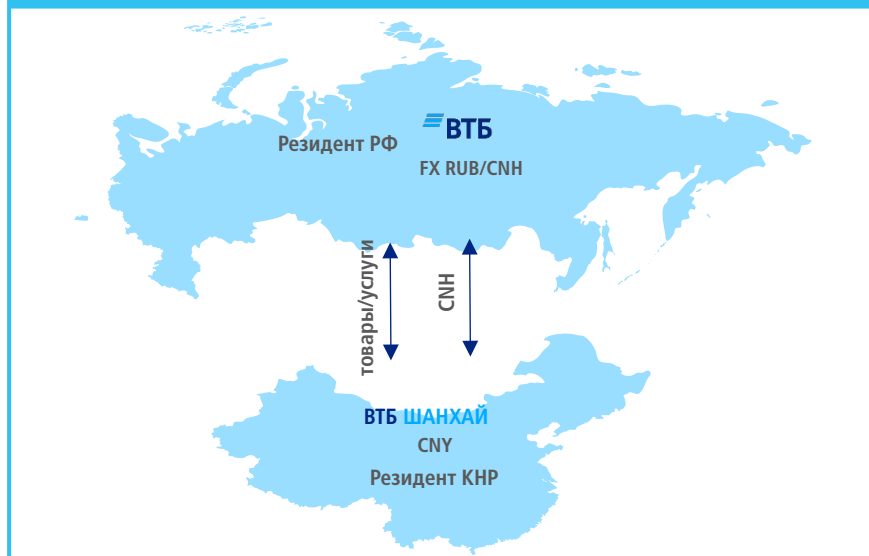 ВТБ
Резидент РФ
FX RUB/CNH
товары/услуги
CNH
ВТБ ШАНХАЙ
CNY
Резидент КНР